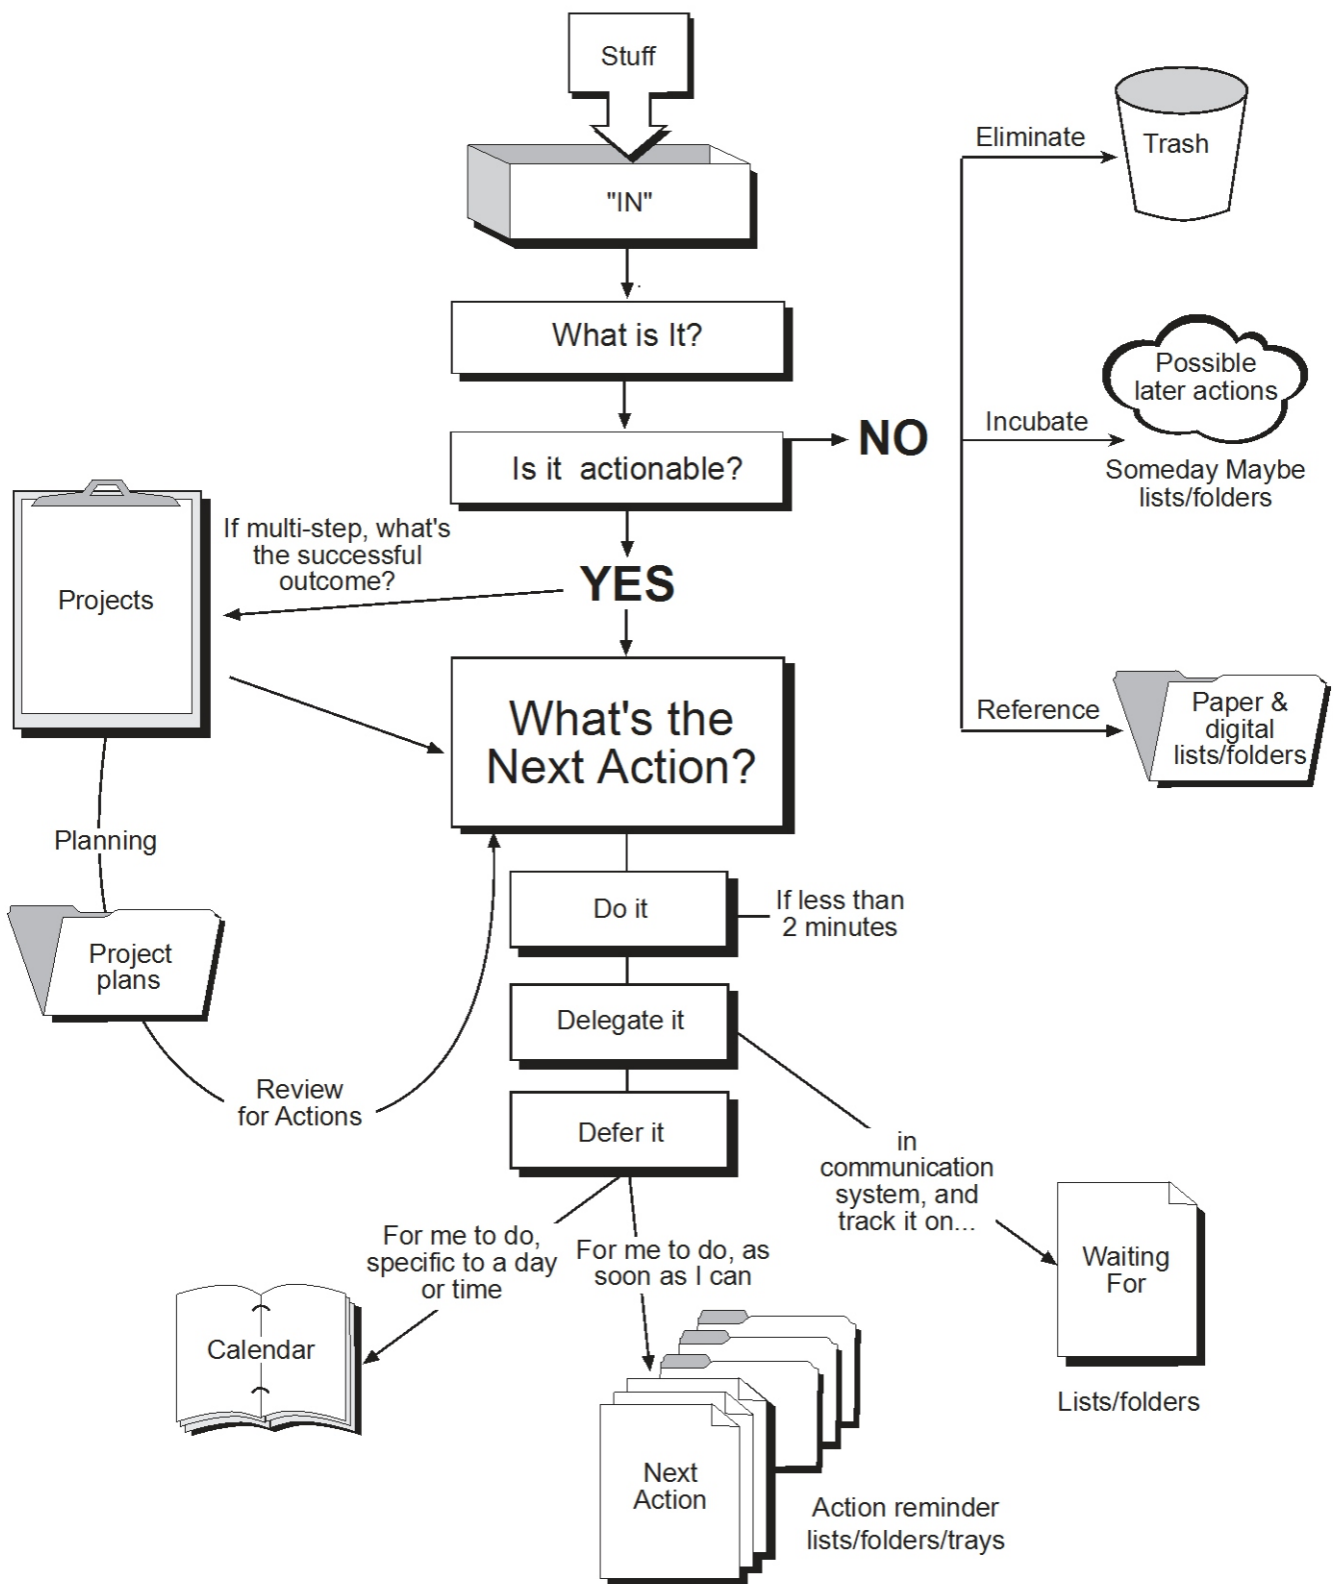 Stuff
"IN"
What is It?
Is it actionable?
NO
Eliminate
Trash
Incubate
Possible
later actions
Someday Maybe
lists/folders
Reference
Paper &
digital
lists/folders
YES
If multi-step, what's
the successful
outcome?
Projects
Planning
Project
plans
Review
for Actions
What's the
Next Action?
Do it
If less than
2 minutes
Delegate it
in
communication
system, and
track it on...
Waiting
For
Lists/folders
Defer it
For me to do,
specific to a day
or time
Calendar
For me to do, as
soon as I can
Next
Action
Action reminder
lists/folders/trays